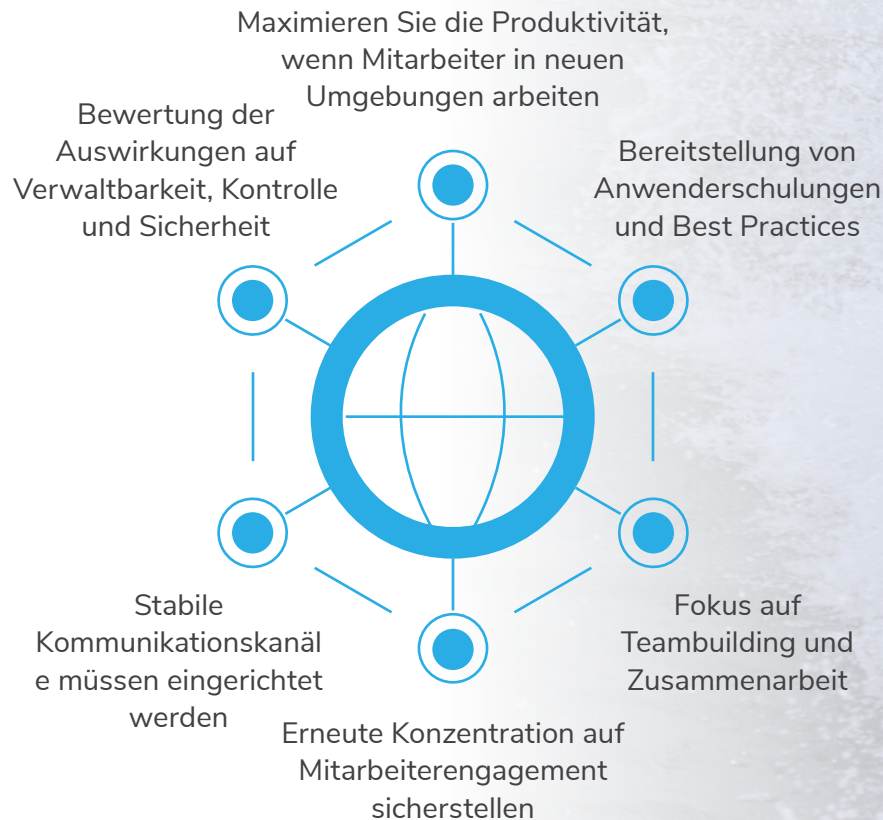 Maximieren Sie die Produktivität,
wenn Mitarbeiter in neuen
Umgebungen arbeiten
Bewertung der
Auswirkungen auf
Verwaltbarkeit, Kontrolle
und Sicherheit
Bereitstellung von
Anwenderschulungen
und Best Practices
Stabile
Kommunikationskanäl
e müssen eingerichtet
werden
Fokus auf
Teambuilding und
Zusammenarbeit
Erneute Konzentration auf
Mitarbeiterengagement
sicherstellen